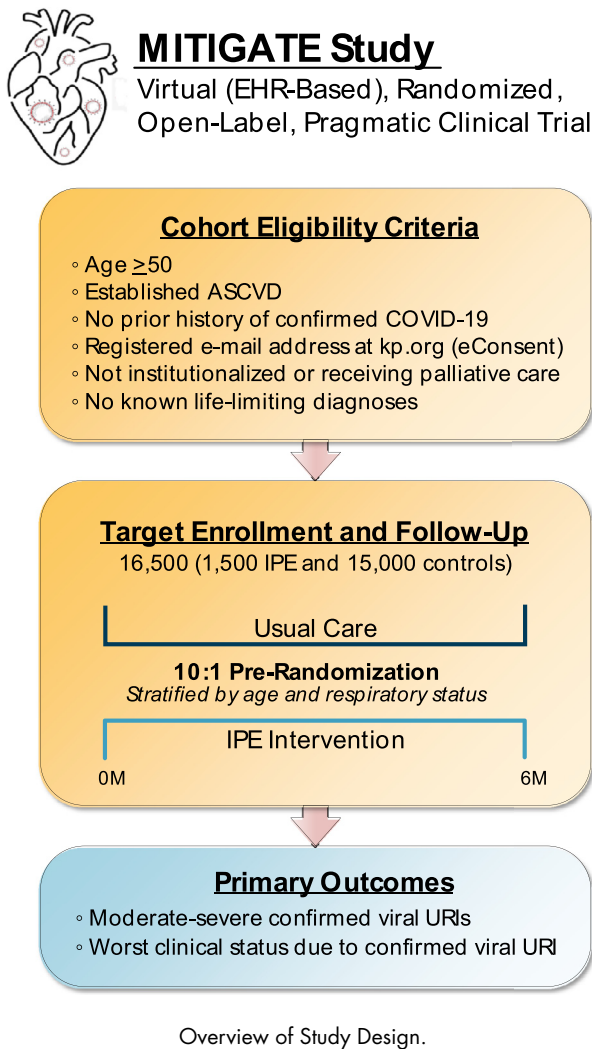 MITIGATE Study
Virtual (EHR-Based), Randomized,
Open-Label, Pragmatic Clinical Trial
Cohort Eligibility Criteria
◦ Age ≥50
◦ Established ASCVD
◦ No prior history of confirmed COVID-19
◦ Registered e-mail address at kp.org (eConsent)
◦ Not institutionalized or receiving palliative care
◦ No known life-limiting diagnoses
Target Enrollment and Follow-Up
16,500 (1,500 IPE and 15,000 controls)
Usual Care
10:1 Pre-Randomization
Stratified by age and respiratory status
IPE Intervention
0M 6M
Primary Outcomes
◦ Moderate-severe confirmed viral URIs
◦ Worst clinical status due to confirmed viral URI
Overview of Study Design.